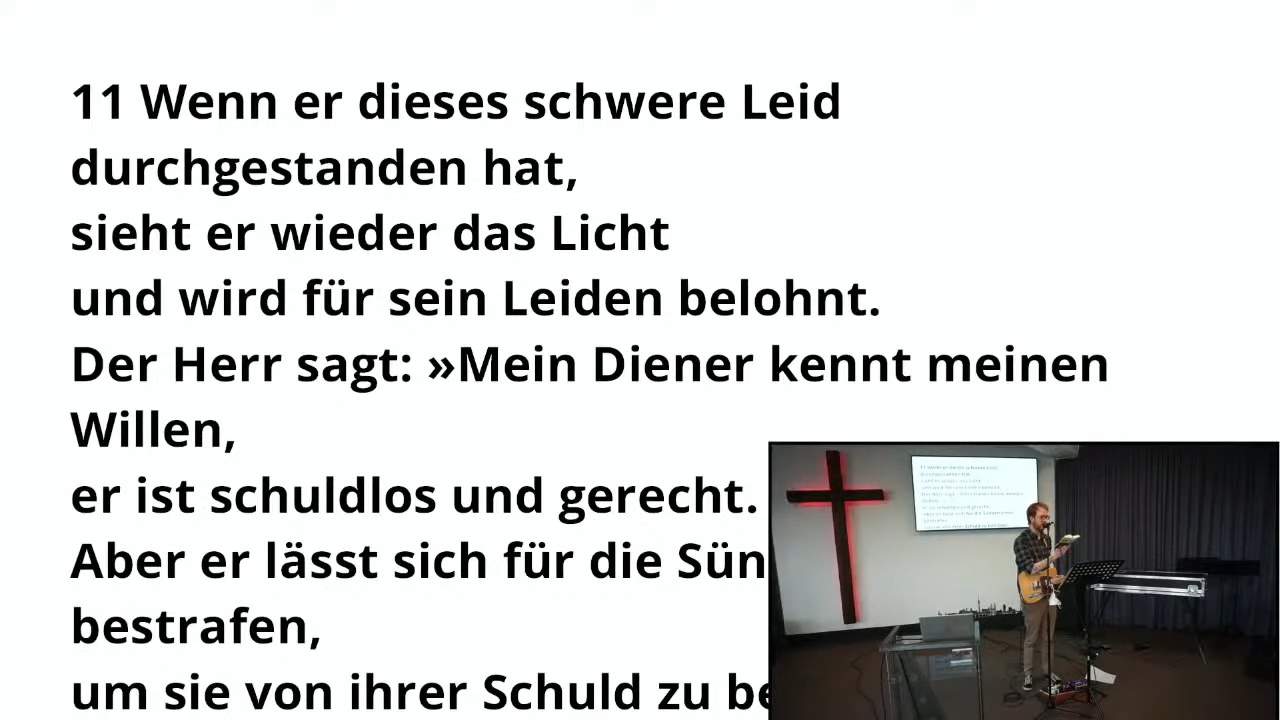 11 Wenn er dieses schwere Leid
durchgestanden hat,
sieht er wieder das Licht
und wird für sein Leiden belohnt.
Der Herr sagt: »Mein Diener kennt meinen
Willen,
er ist schuldlos und gerecht.
Aber er lässt sich für die
bestrafen,
um sie von ihrer Schuld zu